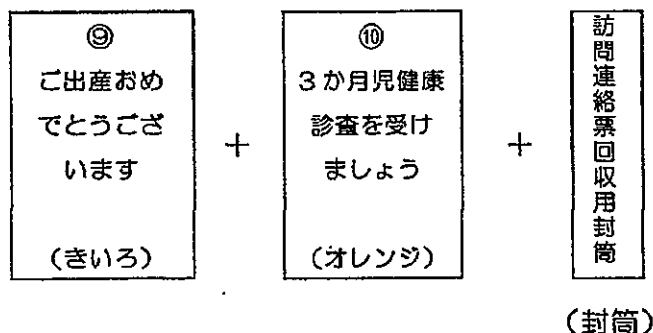 ⑨
ご出産おめ
でとうござ
います
(きいろ)
+
⑩
3か月児健康
診査を受け
ましょう
(オレンジ)
+
訪問連絡票回収用封筒
(封筒)